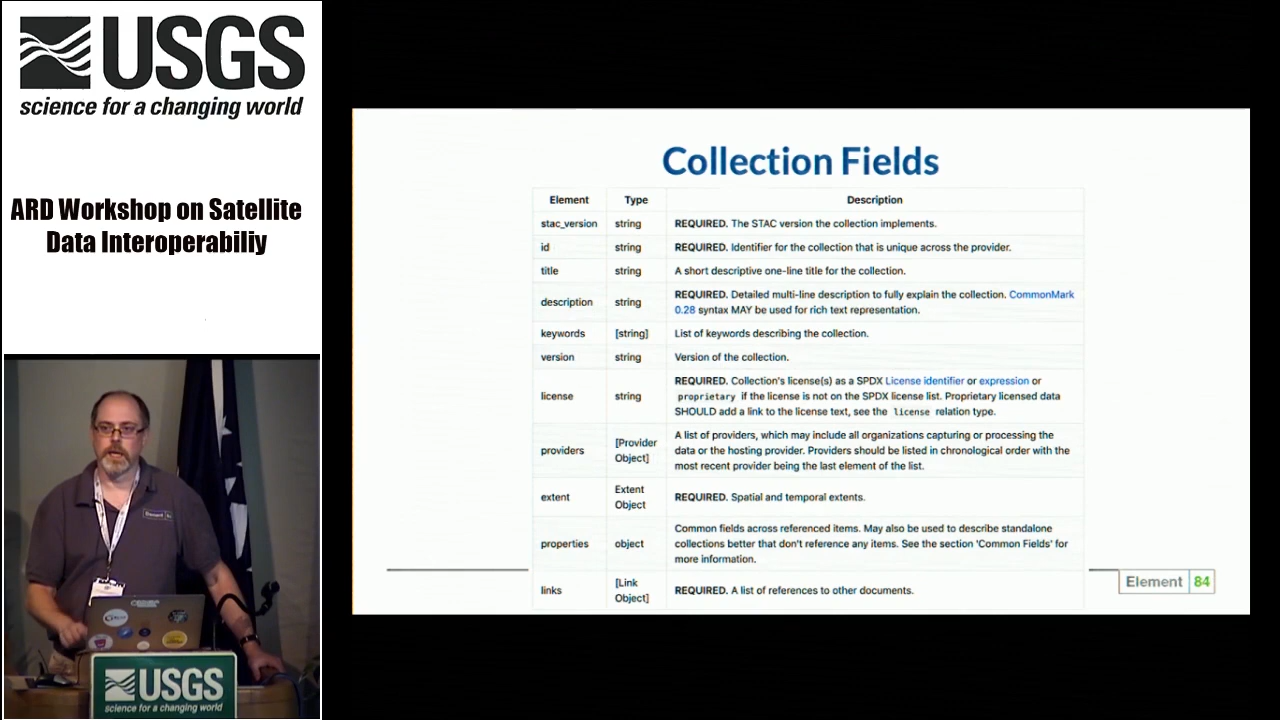 USGS
science for a changing world
ARD Workshop on Satellite
Data Interoperabiliy
Collection Fields
Element Type Description
stac_version string REQUIRED. The STAC version the collection implements.
id string REQUIRED. Identifier for the collection that is unique across the provider.
title string A short descriptive one-line title for the collection.
description string REQUIRED. Detailed multi-line description to fully explain the collection. CommonMark
0.28 syntax MAY be used for rich text representation.
keywords [string] List of keywords describing the collection.
version string Version of the collection.
license string REQUIRED. Collection's license(s) as a SPDX License identifier or expression or
proprietary if the license is not on the SPDX license list. Proprietary licensed data
SHOULD add a link to the license text, see the license relation type.
providers [Provider Object] A list of providers, which may include all organizations capturing or processing the
data or the hosting provider. Providers should be listed in chronological order with the
most recent provider being the last element of the list.
extent Extent Object REQUIRED. Spatial and temporal extents.
properties object Common fields across referenced items. May also be used to describe standalone
collections better that don't reference any items. See the section 'Common Fields' for
more information.
links [Link Object] REQUIRED. A list of references to other documents.
Element 84
Element 84
USGS
science for a changing world